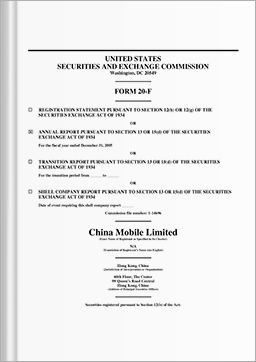 UNITED STATES
SECURITIES AND EXCHANGE COMMISSION
Washington, DC 20549
FORM 20-F
REGISTRATION STATEMENT PURSUANT TO SECTION 12(b) OR 12(g) OF THE
SECURITIES EXCHANGE ACT OF 1934
OR
ANNUAL REPORT PURSUANT TO SECTION 13 OR 15(d) OF THE SECURITIES
EXCHANGE ACT OF 1934
For the fiscal year ended December 31, 2005
OR
TRANSITION REPORT PURSUANT TO SECTION 13 OR 15(d) OF THE SECURITIES
EXCHANGE ACT OF 1934
For the transition period from ____ to ____
OR
SHELL COMPANY REPORT PURSUANT TO SECTION 13 OR 15(d) OF THE SECURITIES
EXCHANGE ACT OF 1934
Date of event requiring this shell company report ____
Commission file number: 1-14696
China Mobile Limited
(Exact Name of Registrant as Specified in Its Charter)
N/A
(Translation of Registrant's Name into English)
Hong Kong, China
(Jurisdiction of Incorporation or Organization)
60th Floor, The Center
99 Queen's Road Central
Hong Kong, China
(Address of Principal Executive Offices)
Securities registered pursuant to Section 12(b) of the Act: